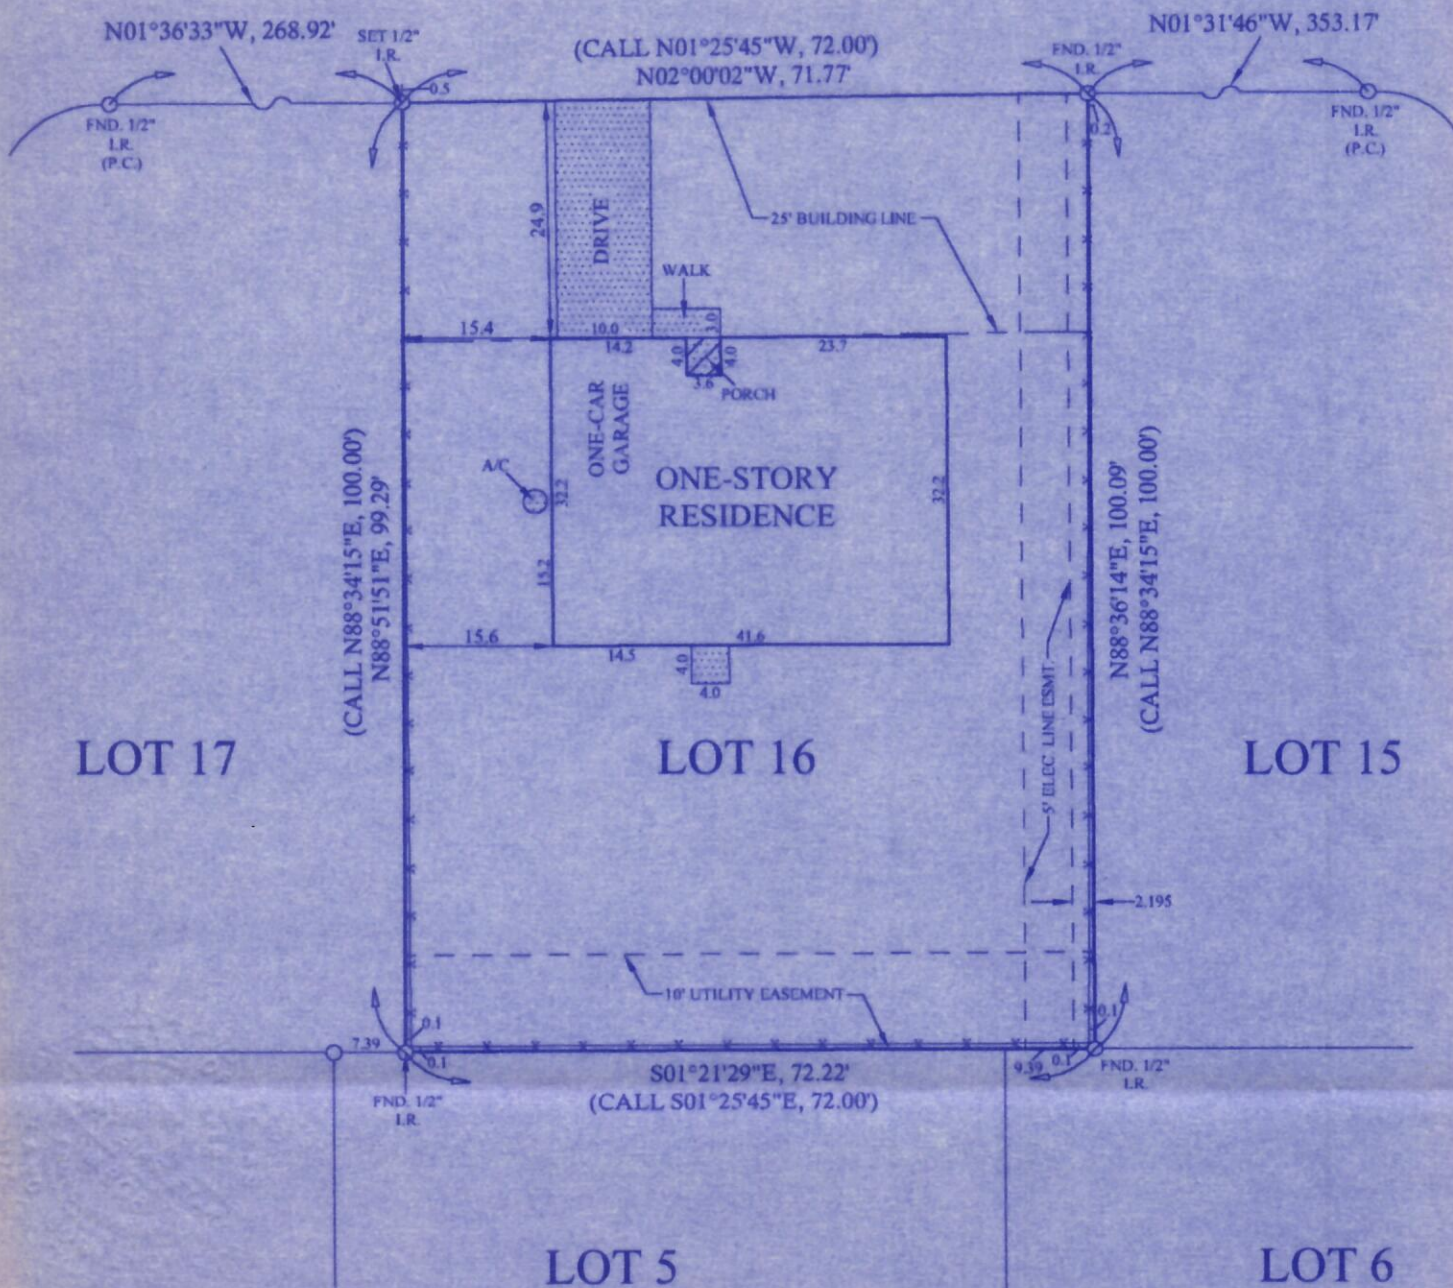 N01°36'33"W, 268.92'
SET 1/2"
I.R.
(CALL N01°25'45"W, 72.00')
N02°00'02"W, 71.77'
FND. 1/2"
I.R.
N01°31'46"W, 353.17'
0.5
FND. 1/2"
I.R.
(P.C.)
0.2
FND. 1/2"
I.R.
(P.C.)
24.9
DRIVE
25' BUILDING LINE
WALK
15.4
10.0
14.2
3.0
4.0
4.0
3.6
23.7
PORCH
ONE-CAR
GARAGE
A/C
32.2
15.2
ONE-STORY
RESIDENCE
32.2
(CALL N88°34'15"E, 100.00')
N88°51'51"E, 99.29'
N88°36'14"E, 100.09'
(CALL N88°34'15"E, 100.00')
15.6
14.5
41.6
4.0
4.0
5' ELEC LINE ESMT
LOT 17
LOT 16
LOT 15
2.195
10' UTILITY EASEMENT
0.1
0.1
7.39
0.1
9.39
0.1
S01°21'29"E, 72.22'
(CALL S01°25'45"E, 72.00')
FND. 1/2"
I.R.
FND. 1/2"
I.R.
LOT 5
LOT 6